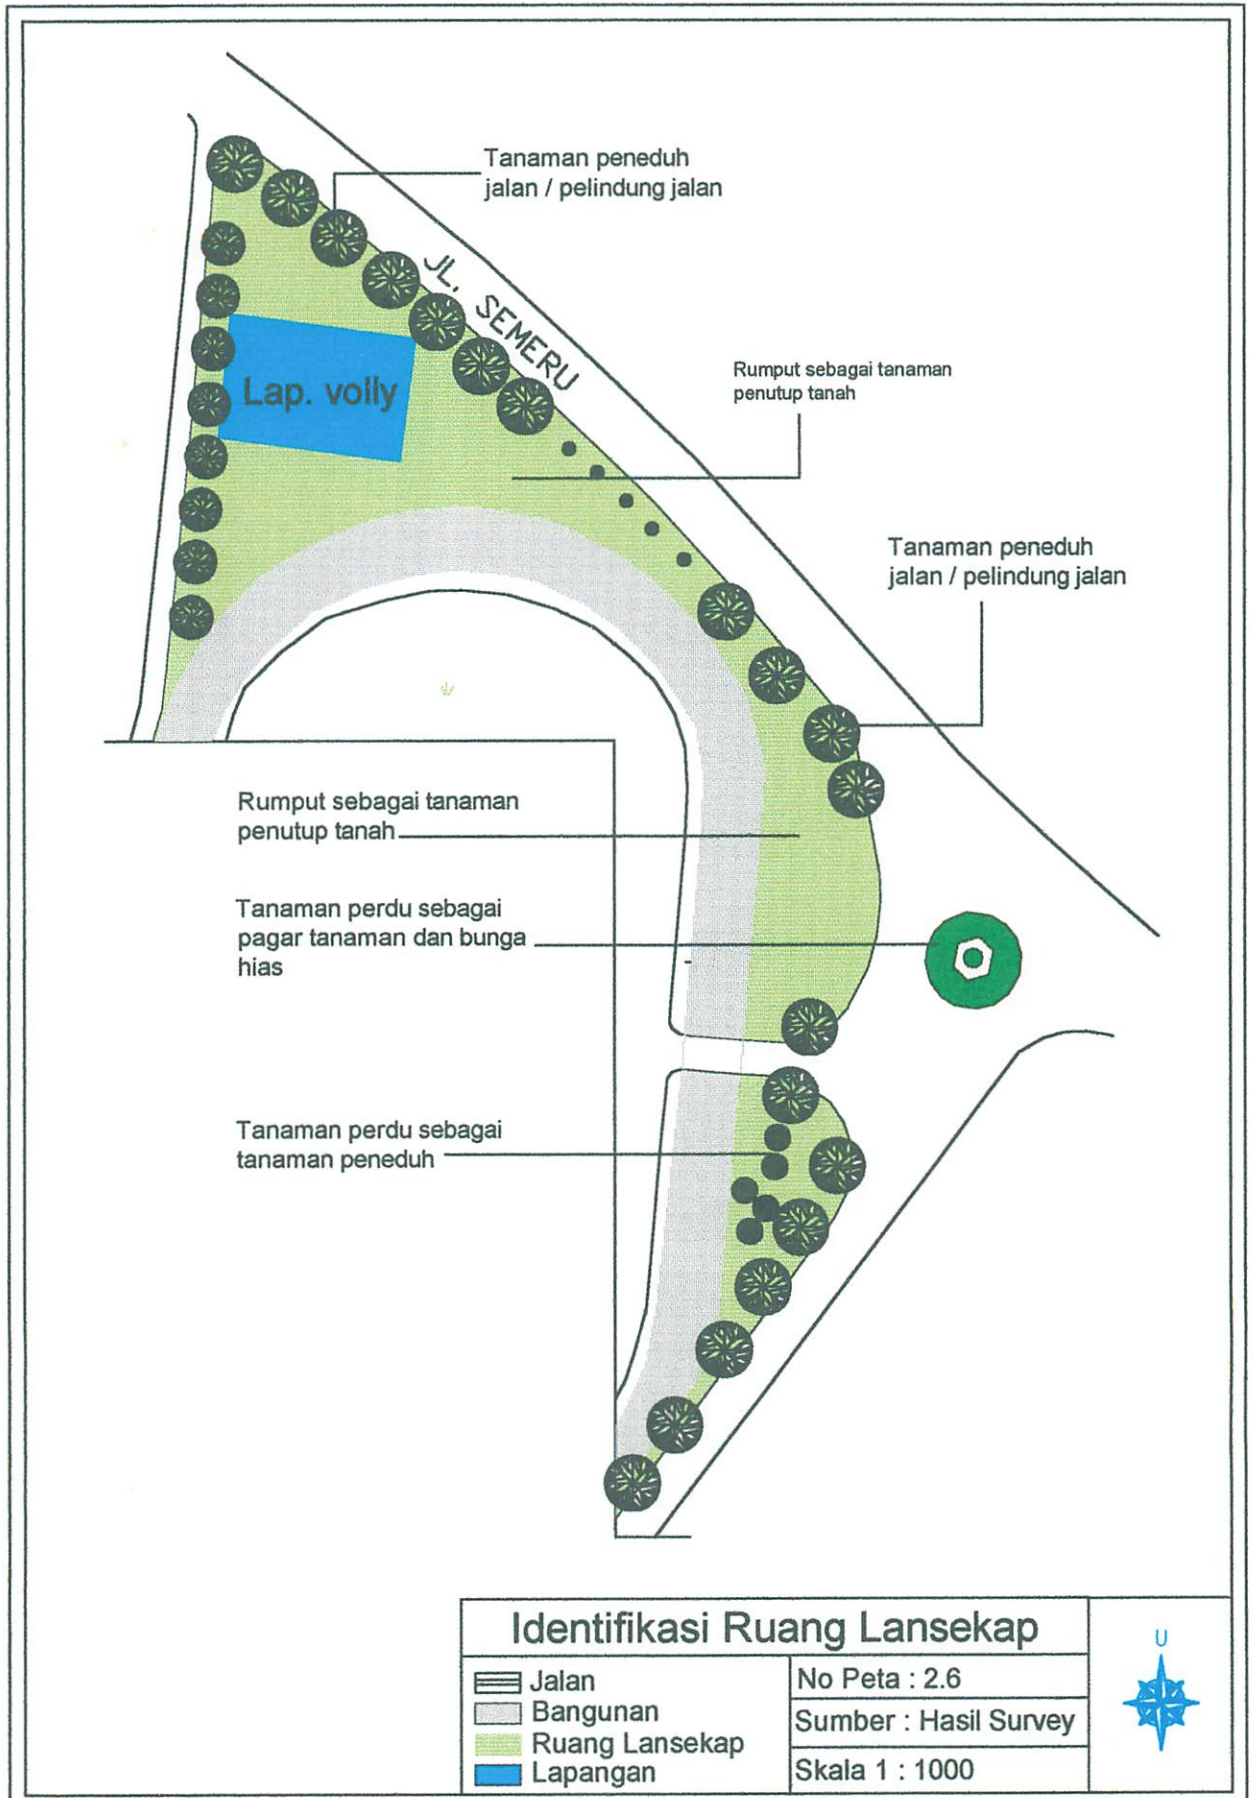 Tanaman peneduh
jalan / pelindung jalan
JL. SEMERU
Rumput sebagai tanaman
penutup tanah
Lap. volly
Tanaman peneduh
jalan / pelindung jalan
Rumput sebagai tanaman
penutup tanah
Tanaman perdu sebagai
pagar tanaman dan bunga
hias
Tanaman perdu sebagai
tanaman peneduh
Identifikasi Ruang Lansekap
Jalan
Bangunan
Ruang Lansekap
Lapangan
No Peta : 2.6
Sumber : Hasil Survey
Skala 1 : 1000
U